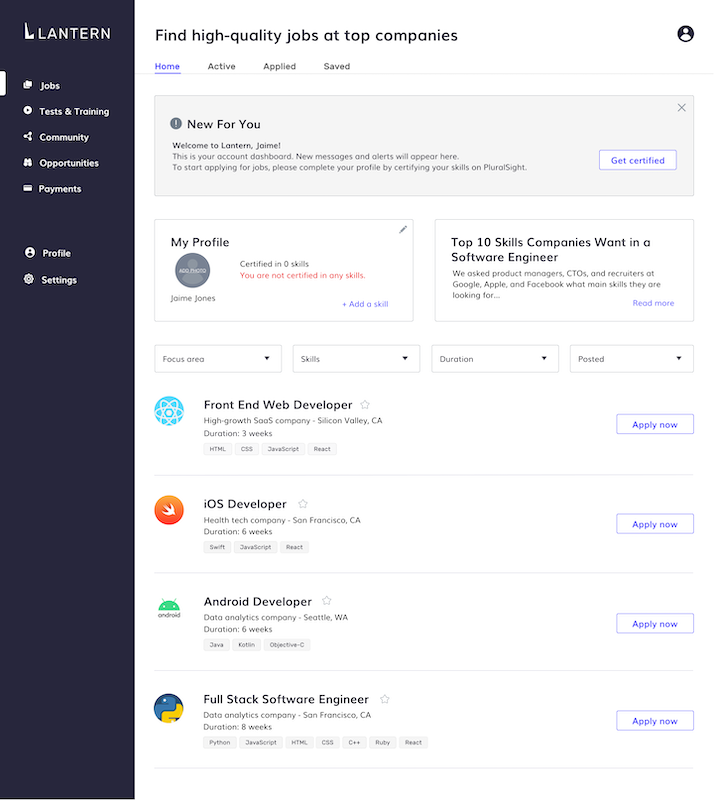 LANTERN
Jobs
Tests & Training
Community
Opportunities
Payments
Profile
Settings
Find high-quality jobs at top companies
Home Active Applied Saved
New For You
Welcome to Lantern, Jaime!
This is your account dashboard. New messages and alerts will appear here.
To start applying for jobs, please complete your profile by certifying your skills on PluralSight.
Get certified
My Profile
ADD PHOTO
Jaime Jones
Certified in 0 skills
You are not certified in any skills.
+ Add a skill
Top 10 Skills Companies Want in a
Software Engineer
We asked product managers, CTOs, and recruiters at
Google, Apple, and Facebook what main skills they are
looking for...
Read more
Focus area Skills Duration Posted
Front End Web Developer
High-growth SaaS company - Silicon Valley, CA
Duration: 3 weeks
HTML CSS JavaScript React
Apply now
iOS Developer
Health tech company - San Francisco, CA
Duration: 6 weeks
Swift JavaScript React
Apply now
android
Android Developer
Data analytics company - Seattle, WA
Duration: 6 weeks
Java Kotlin Objective-C
Apply now
Full Stack Software Engineer
Data analytics company - San Francisco, CA
Duration: 8 weeks
Python JavaScript HTML CSS C++ Ruby React
Apply now